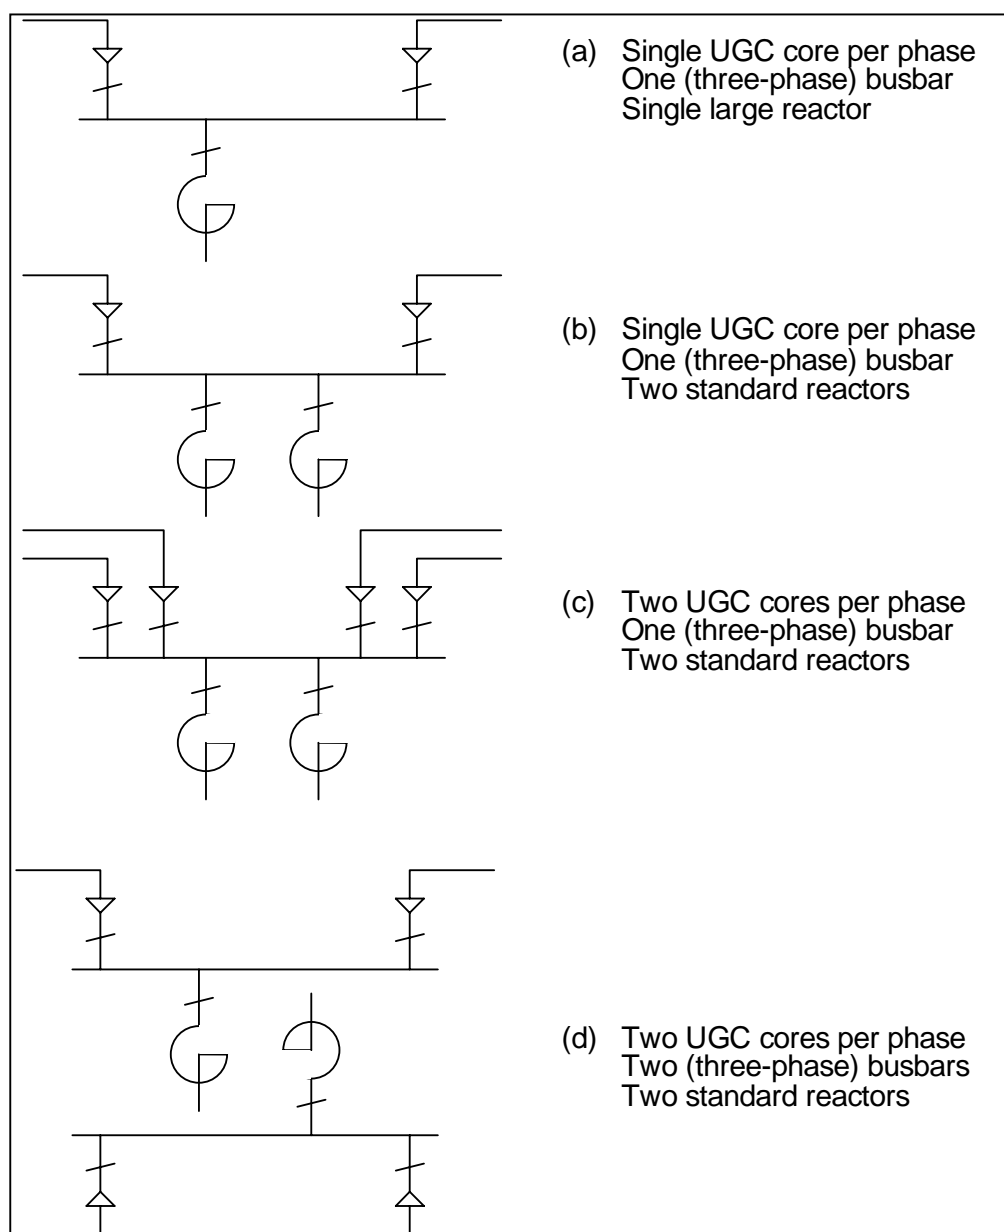 (a) Single UGC core per phase
One (three-phase) busbar
Single large reactor
(b) Single UGC core per phase
One (three-phase) busbar
Two standard reactors
(c) Two UGC cores per phase
One (three-phase) busbar
Two standard reactors
(d) Two UGC cores per phase
Two (three-phase) busbars
Two standard reactors